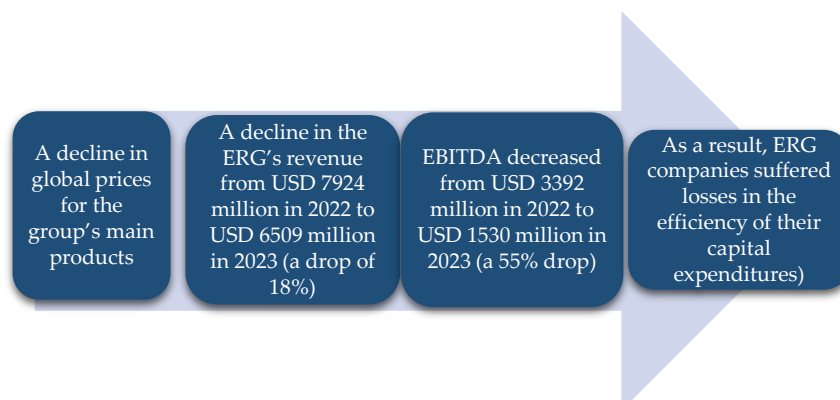 A decline in
global prices
for the
group's main
products
A decline in the
ERG's revenue
from USD 7924
million in 2022 to
USD 6509 million
in 2023 (a drop of
18%)
EBITDA decreased
from USD 3392
million in 2022 to
USD 1530 million in
2023 (a 55% drop)
As a result, ERG
companies suffered
losses in the
efficiency of their
capital
expenditures)